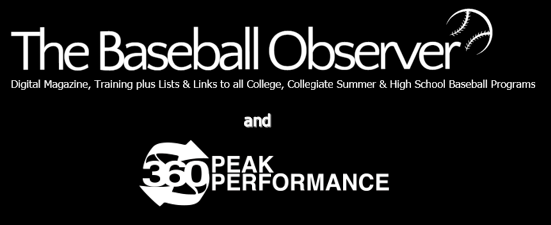 The Baseball Observer
Digital Magazine, Training plus Lists & Links to all College, Collegiate Summer & High School Baseball Programs
and
360 PEAK
PERFORMANCE